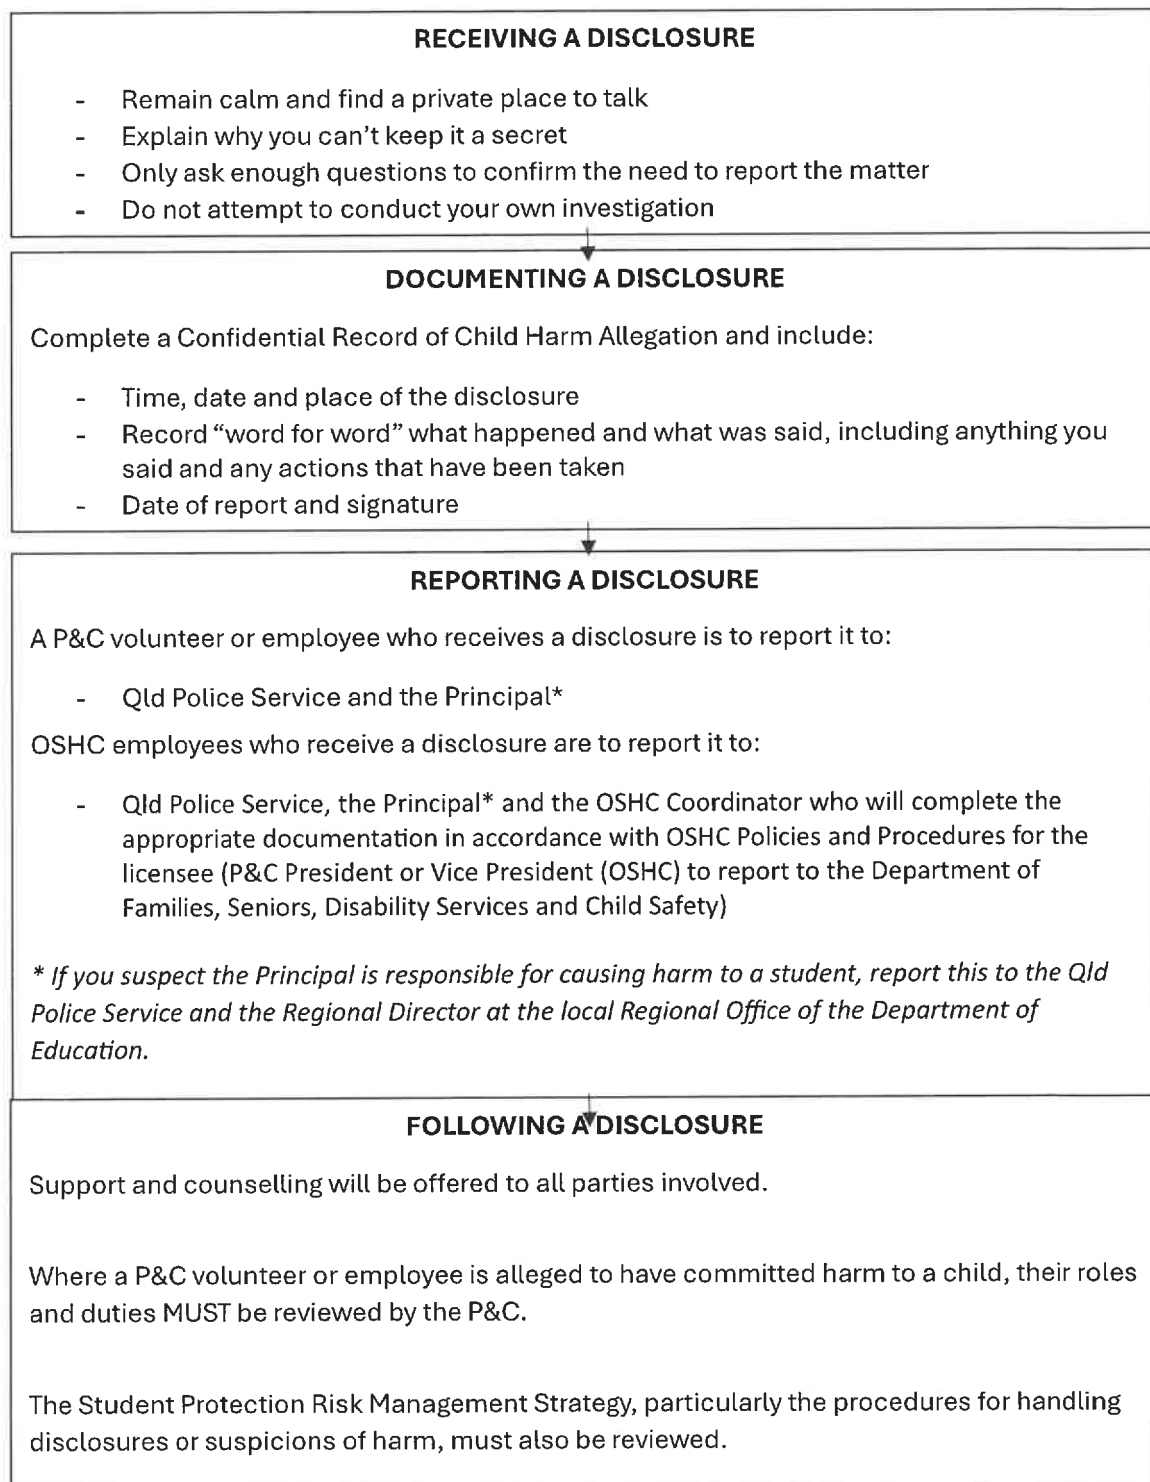 RECEIVING A DISCLOSURE
- Remain calm and find a private place to talk
- Explain why you can't keep it a secret
- Only ask enough questions to confirm the need to report the matter
- Do not attempt to conduct your own investigation
DOCUMENTING A DISCLOSURE
Complete a Confidential Record of Child Harm Allegation and include:
- Time, date and place of the disclosure
- Record “word for word” what happened and what was said, including anything you
said and any actions that have been taken
- Date of report and signature
REPORTING A DISCLOSURE
A P&C volunteer or employee who receives a disclosure is to report it to:
- Qld Police Service and the Principal*
OSHC employees who receive a disclosure are to report it to:
- Qld Police Service, the Principal* and the OSHC Coordinator who will complete the
appropriate documentation in accordance with OSHC Policies and Procedures for the
licensee (P&C President or Vice President (OSHC) to report to the Department of
Families, Seniors, Disability Services and Child Safety)
* If you suspect the Principal is responsible for causing harm to a student, report this to the Qld
Police Service and the Regional Director at the local Regional Office of the Department of
Education.
FOLLOWING A DISCLOSURE
Support and counselling will be offered to all parties involved.
Where a P&C volunteer or employee is alleged to have committed harm to a child, their roles
and duties MUST be reviewed by the P&C.
The Student Protection Risk Management Strategy, particularly the procedures for handling
disclosures or suspicions of harm, must also be reviewed.